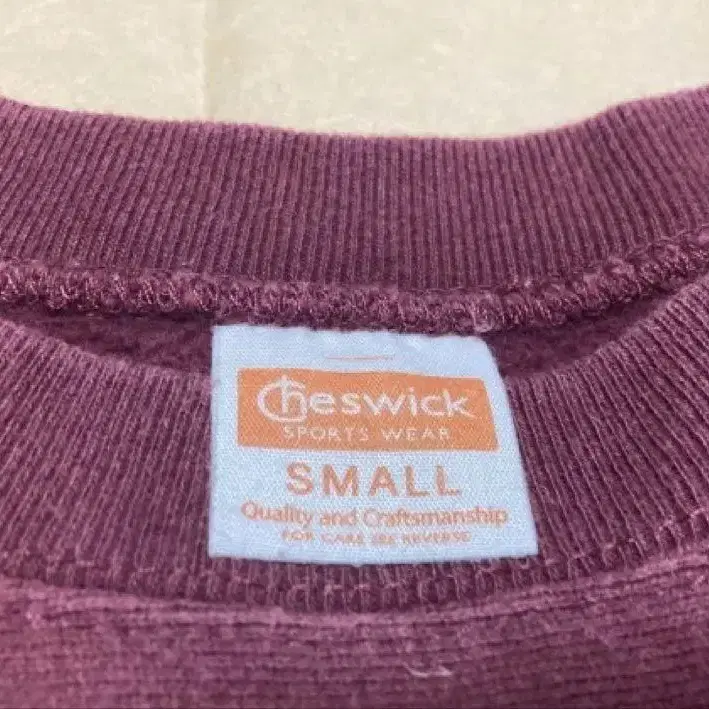 Cheswick
SPORTS WEAR
SMALL
Quality and Craftsmanship
FOR CARE SEE REVERSE